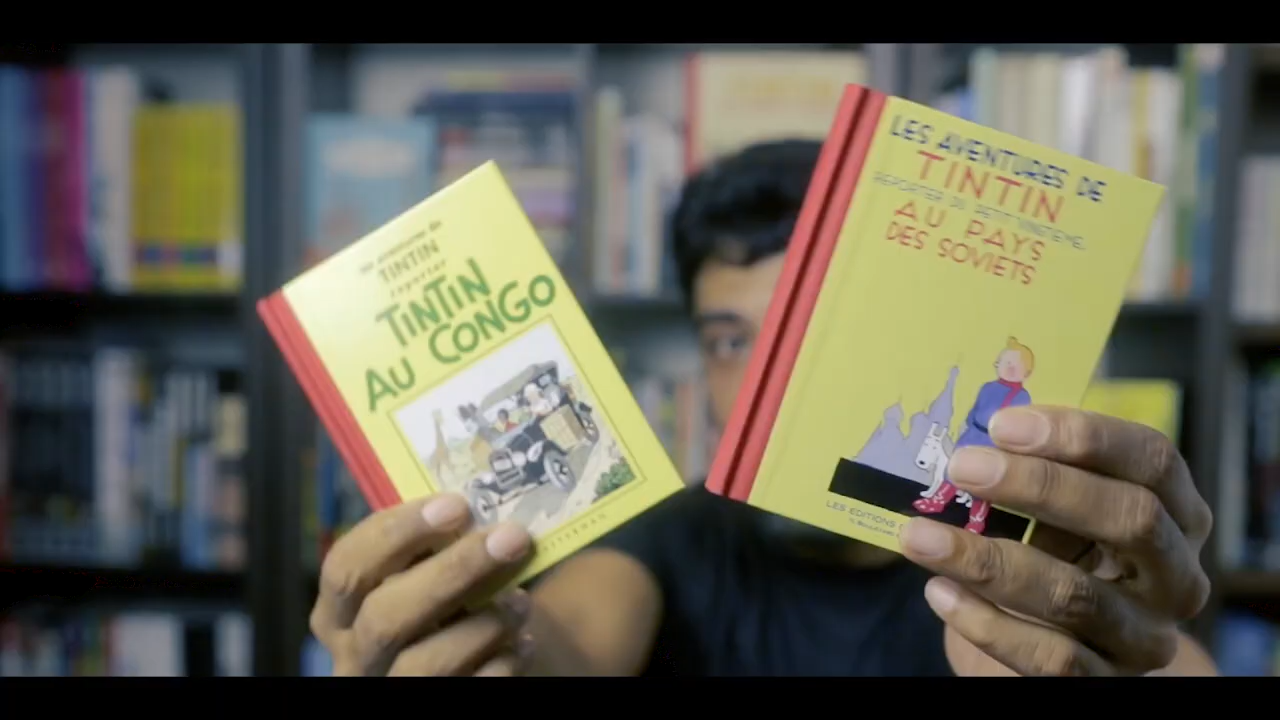 Les aventures de
TINTIN
reporter
TINTIN
AU CONGO
LES AVENTURES DE
TINTIN
REPORTER DU PETIT VINGTIEME
AU PAYS
DES SOVIETS
LES EDITIONS